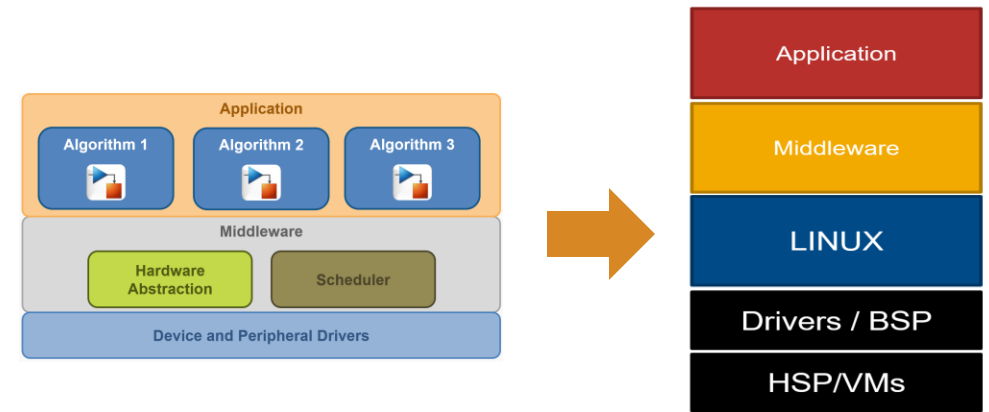 Application
Algorithm 1
Algorithm 2
Algorithm 3
Middleware
Hardware
Abstraction
Scheduler
Device and Peripheral Drivers
Application
Middleware
LINUX
Drivers / BSP
HSP/VMs